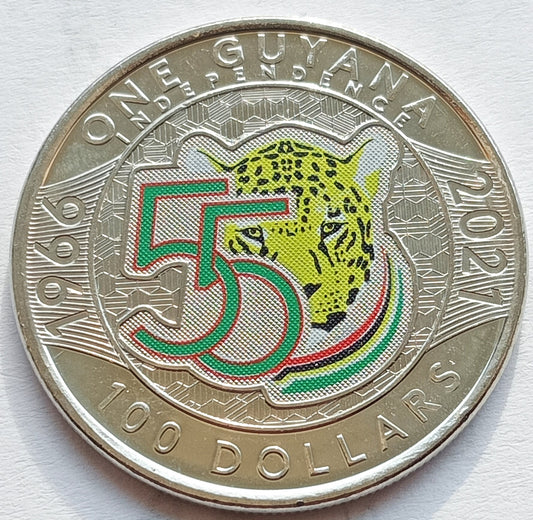 ONE GUYANA
INDEPENDENCE
1966
55
2021
100 DOLLARS